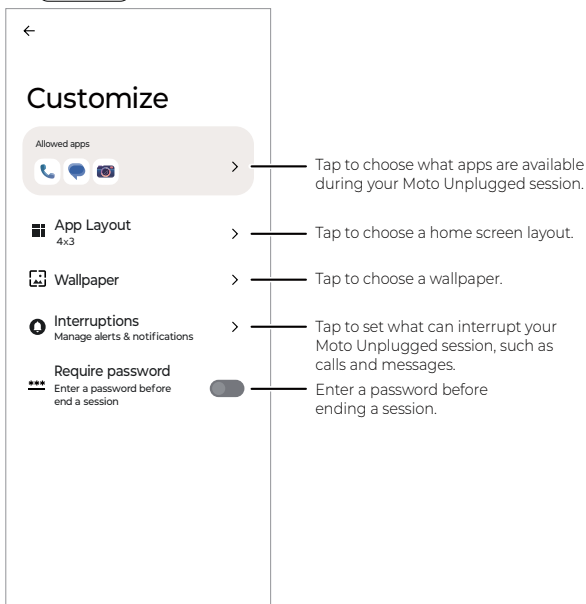 Customize
Allowed apps
Tap to choose what apps are available
during your Moto Unplugged session.
App Layout
4x3
Tap to choose a home screen layout.
Wallpaper
Tap to choose a wallpaper.
Interruptions
Manage alerts & notifications
Tap to set what can interrupt your
Moto Unplugged session, such as
calls and messages.
Require password
Enter a password before
end a session
Enter a password before
ending a session.